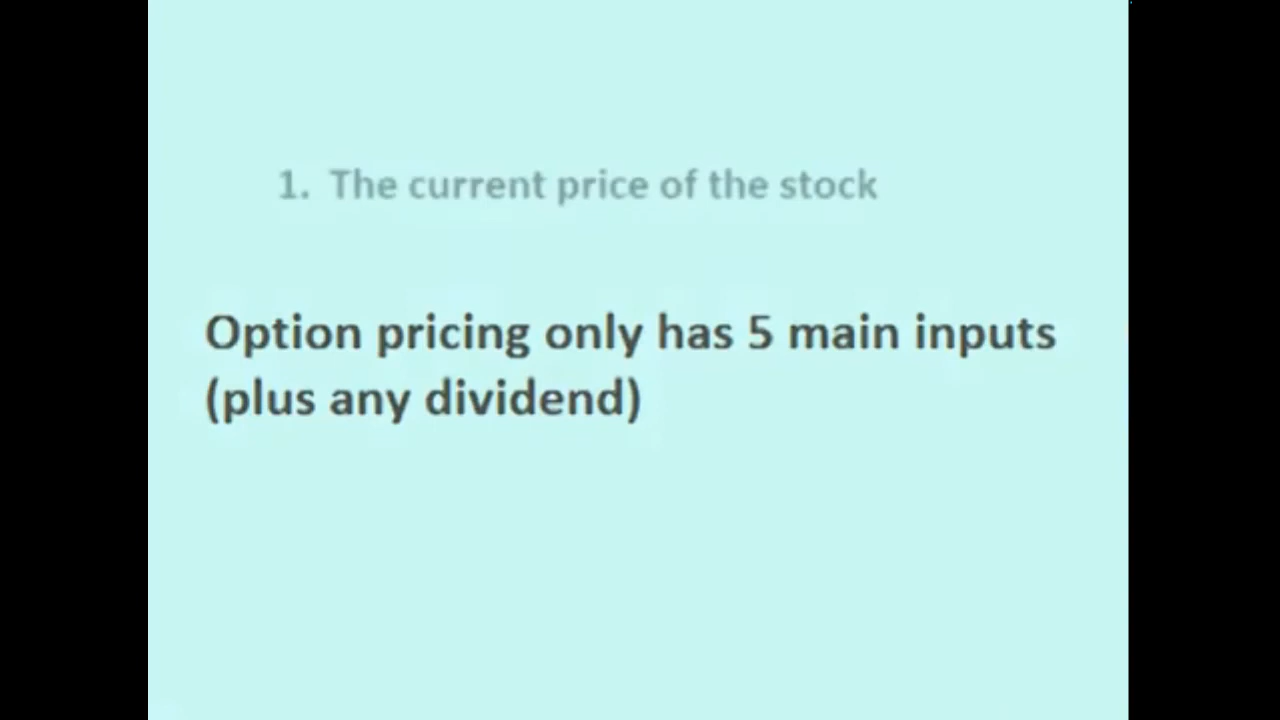 1. The current price of the stock
Option pricing only has 5 main inputs
(plus any dividend)